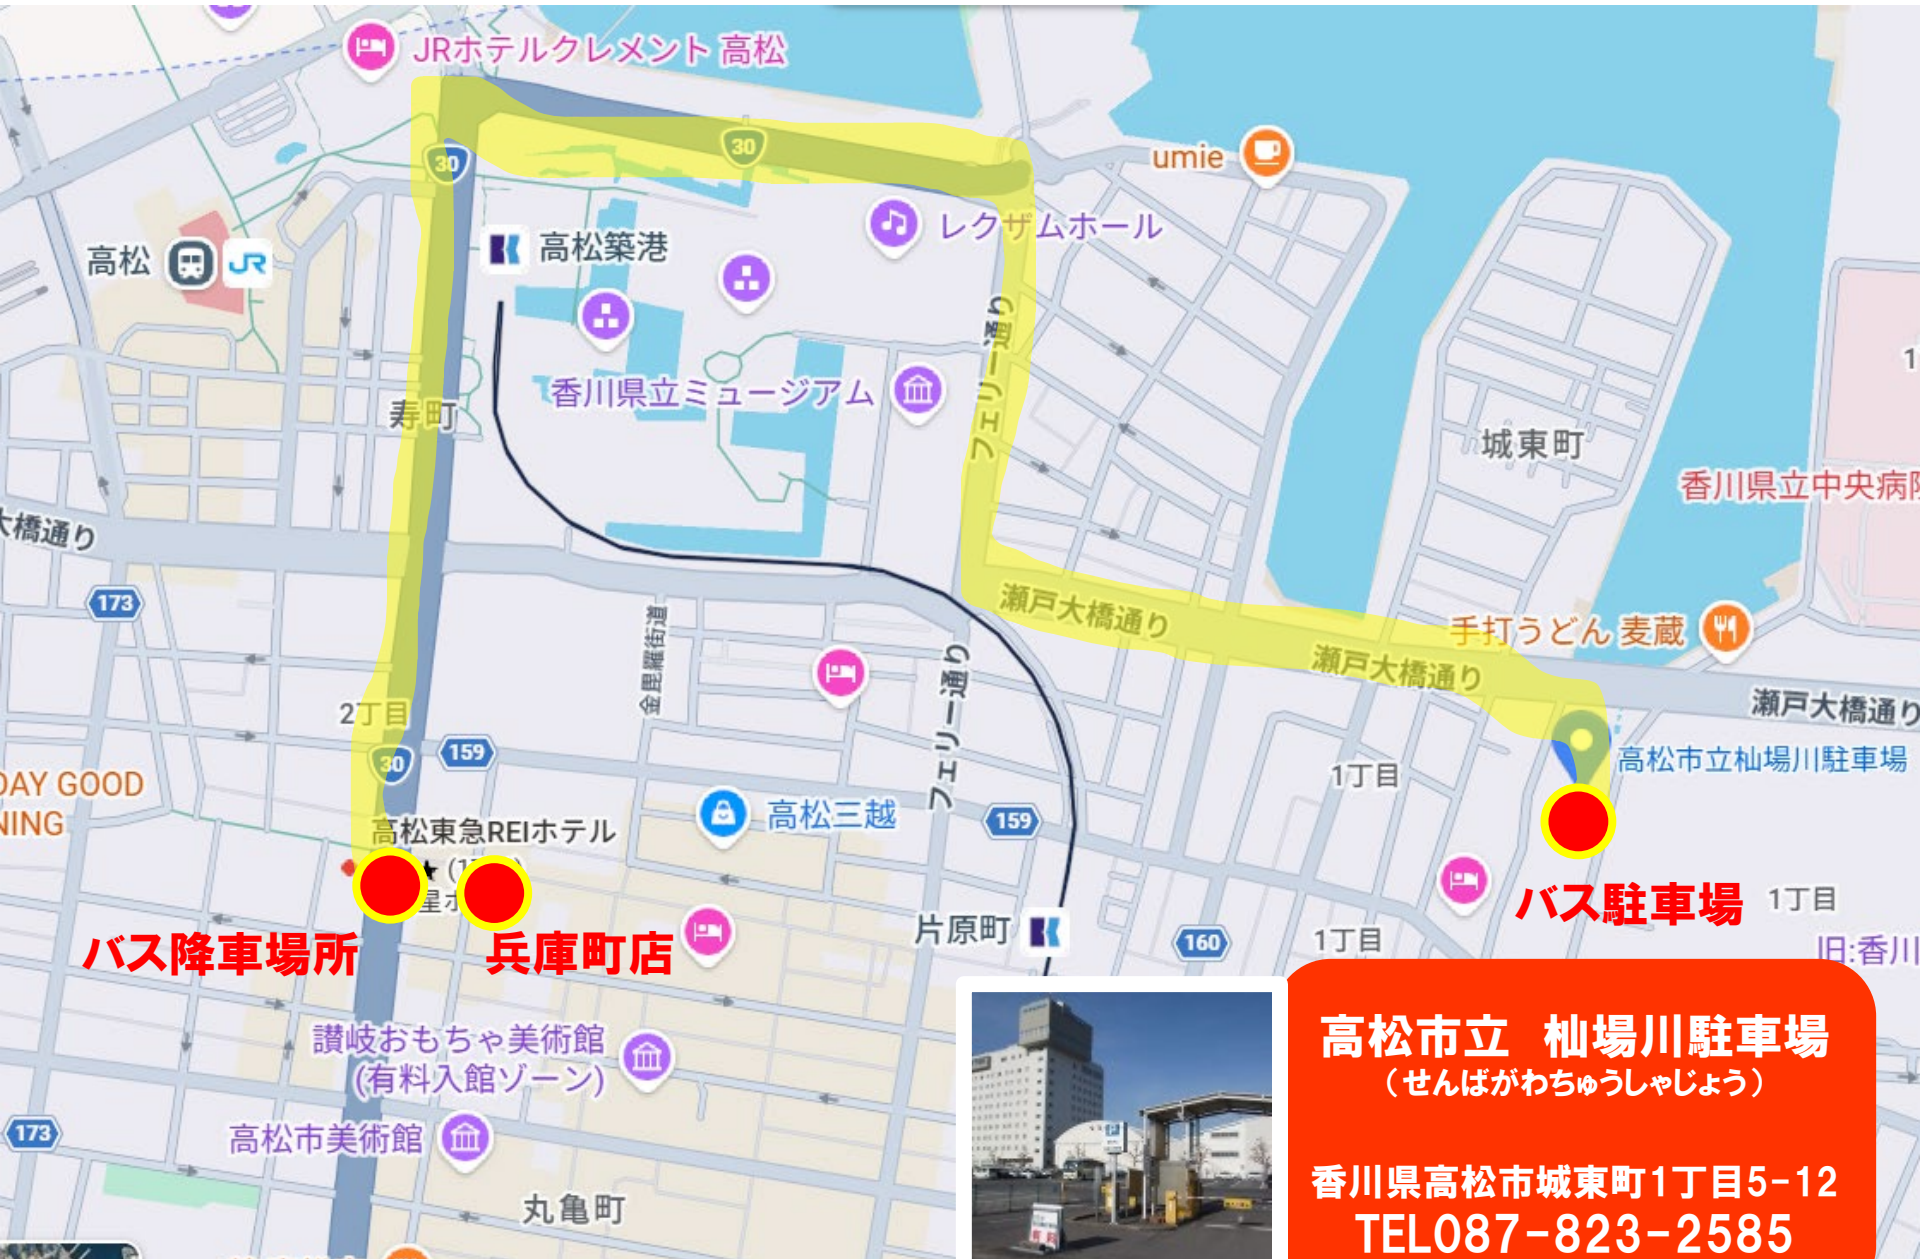 JRホテルクレメント 高松
30
30
umie
レクザムホール
高松
JR
高松築港
フェリー通り
香川県立ミュージアム
寿町
城東町
香川県立中央病
大橋通り
173
瀬戸大橋通り
手打うどん 麦蔵
金毘羅街道
瀬戸大橋通り
フェリー通り
2丁目
瀬戸大橋通り
30
159
高松市立杣場川駐車場
1丁目
DAY GOOD
NING
高松三越
159
高松東急REIホテル
バス駐車場
1丁目
片原町
160
1丁目
バス降車場所
兵庫町店
旧:香川
讃岐おもちゃ美術館
(有料入館ゾーン)
173
高松市美術館
丸亀町
高松市立 杣場川駐車場
(せんばがわちゅうしゃじょう)
香川県高松市城東町1丁目5-12
TEL087-823-2585